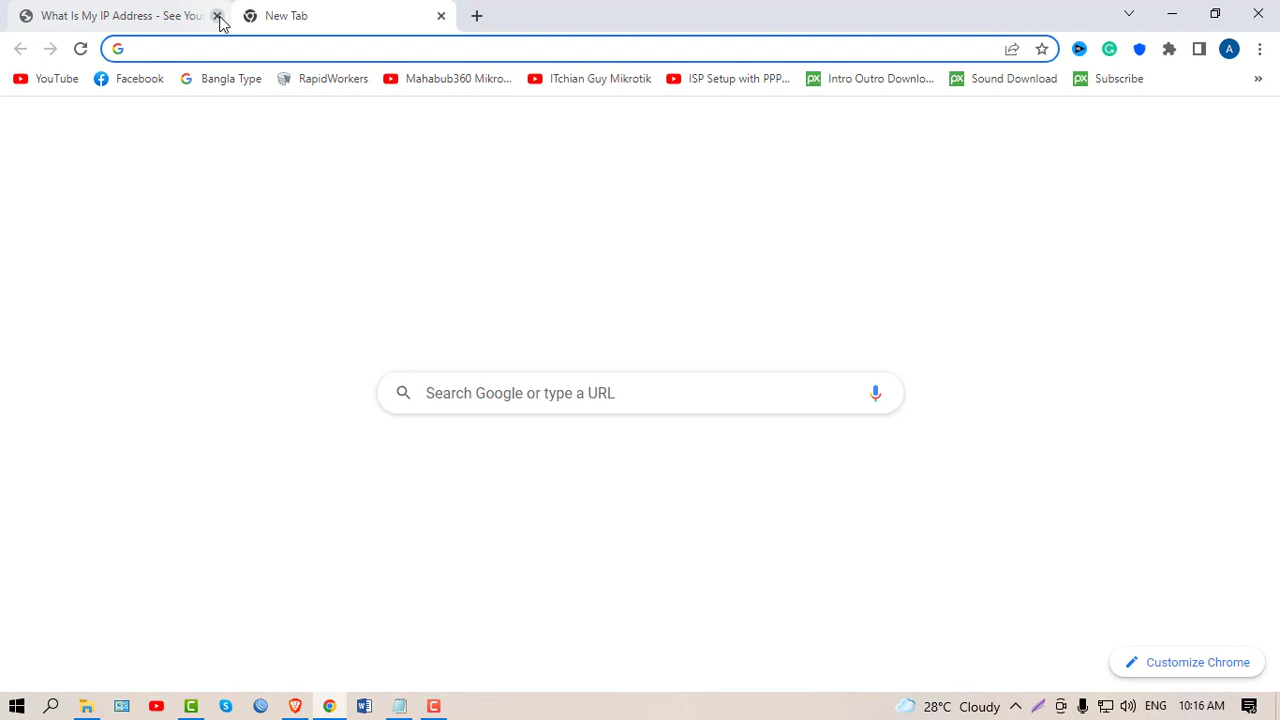 What Is My IP Address - See You
New Tab
YouTube
Facebook
Bangla Type
RapidWorkers
Mahabub360 Mikro...
ITchian Guy Mikrotik
ISP Setup with PPP...
Intro Outro Downlo...
Sound Download
Subscribe
A
Search Google or type a URL
Customize Chrome
28°C Cloudy
ENG
10:16 AM